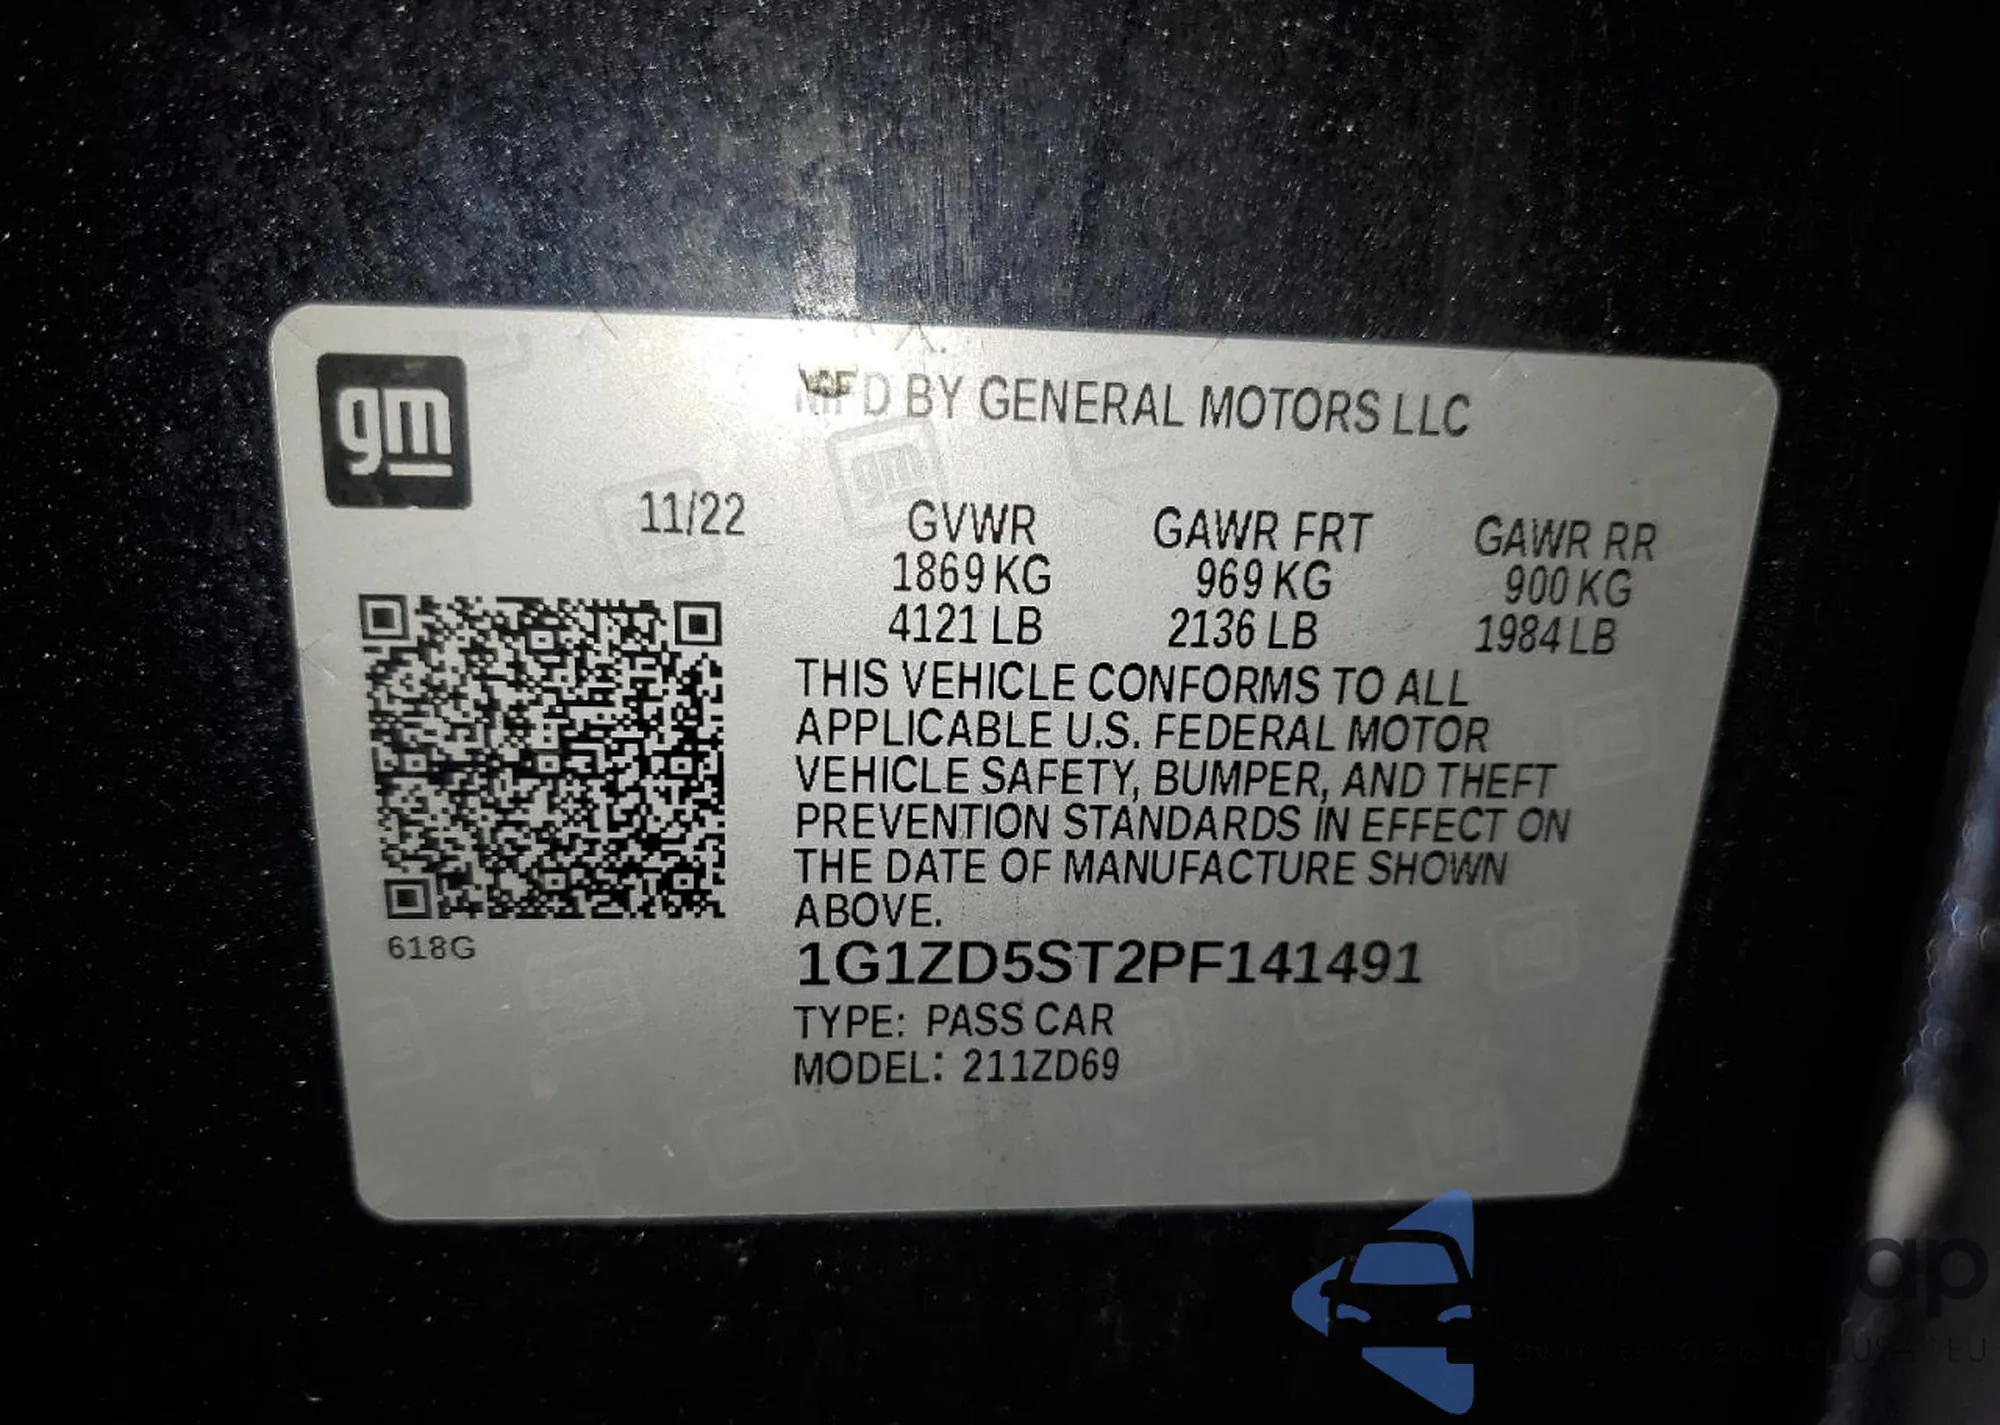 gm
MFD BY GENERAL MOTORS LLC
11/22
GVWR GAWR FRT GAWR RR
1869 KG 969 KG 900 KG
4121 LB 2136 LB 1984 LB
THIS VEHICLE CONFORMS TO ALL
APPLICABLE U.S. FEDERAL MOTOR
VEHICLE SAFETY, BUMPER, AND THEFT
PREVENTION STANDARDS IN EFFECT ON
THE DATE OF MANUFACTURE SHOWN
ABOVE.
618G
1G1ZD5ST2PF141491
TYPE: PASS CAR
MODEL: 211ZD69